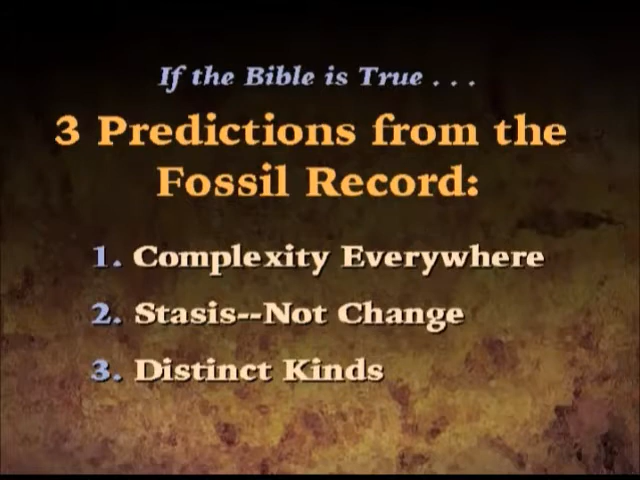 If the Bible is True . . .
3 Predictions from the
Fossil Record:
1. Complexity Everywhere
2. Stasis--Not Change
3. Distinct Kinds